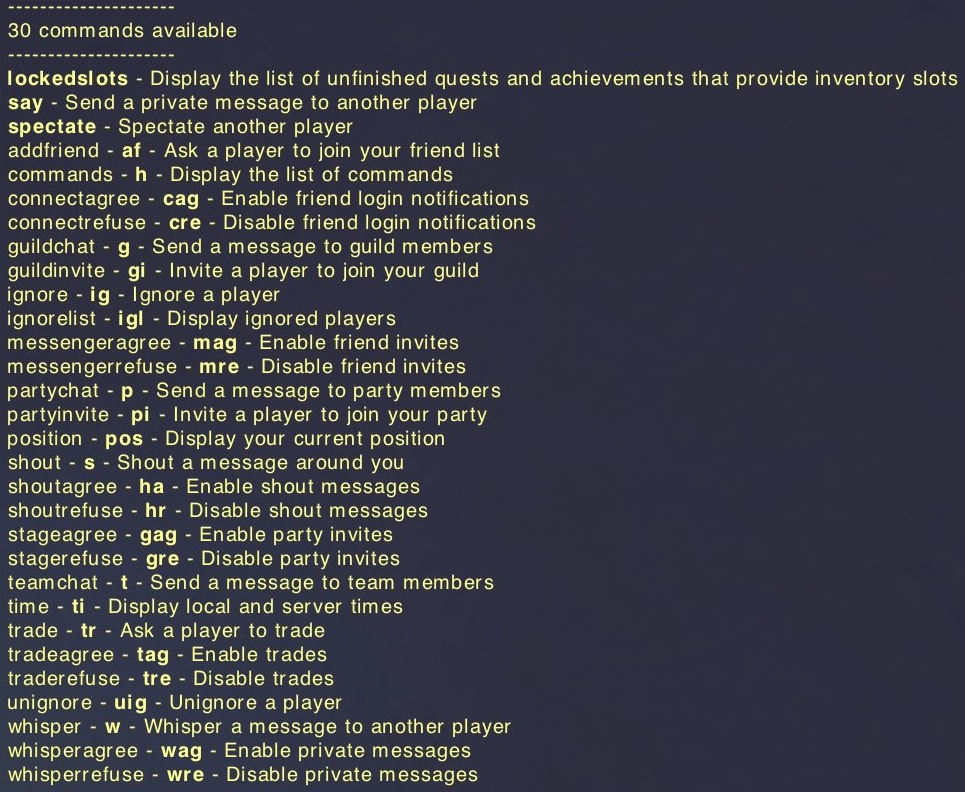 ---------------------
30 commands available
---------------------
lockedslots - Display the list of unfinished quests and achievements that provide inventory slots
say - Send a private message to another player
spectate - Spectate another player
addfriend - af - Ask a player to join your friend list
commands - h - Display the list of commands
connectagree - cag - Enable friend login notifications
connectrefuse - cre - Disable friend login notifications
guildchat - g - Send a message to guild members
guildinvite - gi - Invite a player to join your guild
ignore - ig - Ignore a player
ignorelist - igl - Display ignored players
messengeragree - mag - Enable friend invites
messengerrefuse - mre - Disable friend invites
partychat - p - Send a message to party members
partyinvite - pi - Invite a player to join your party
position - pos - Display your current position
shout - s - Shout a message around you
shoutagree - ha - Enable shout messages
shoutrefuse - hr - Disable shout messages
stageagree - gag - Enable party invites
stagerefuse - gre - Disable party invites
teamchat - t - Send a message to team members
time - ti - Display local and server times
trade - tr - Ask a player to trade
tradeagree - tag - Enable trades
traderefuse - tre - Disable trades
unignore - uig - Unignore a player
whisper - w - Whisper a message to another player
whisperagree - wag - Enable private messages
whisperrefuse - wre - Disable private messages